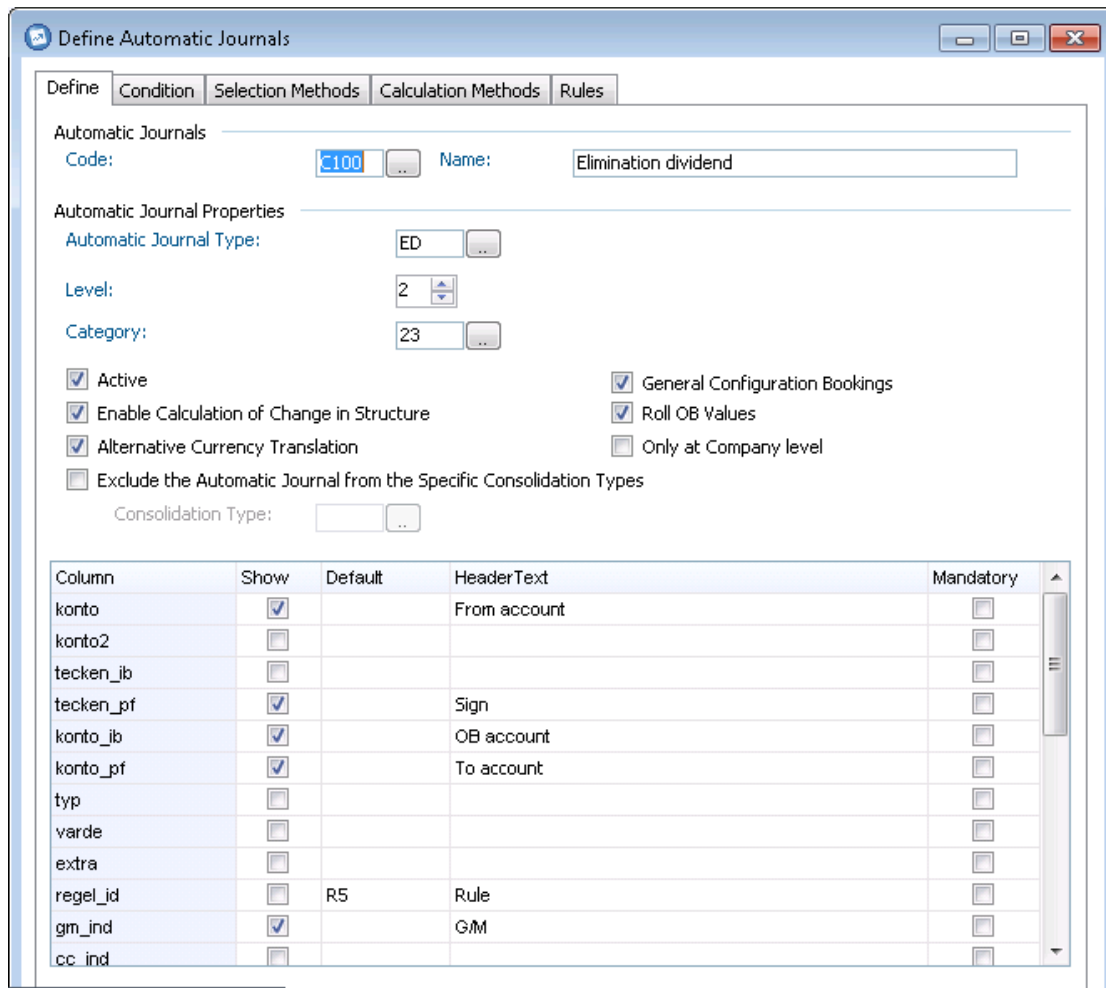 Define Automatic Journals
Define Condition Selection Methods Calculation Methods Rules
Automatic Journals
Code: C100 .. Name: Elimination dividend
Automatic Journal Properties
Automatic Journal Type: ED ..
Level: 2
Category: 23 ..
Active General Configuration Bookings
Enable Calculation of Change in Structure Roll OB Values
Alternative Currency Translation Only at Company level
Exclude the Automatic Journal from the Specific Consolidation Types
Consolidation Type: ..
Column Show Default HeaderText Mandatory
konto From account
konto2
tecken_ib
tecken_pf Sign
konto_ib OB account
konto_pf To account
typ
varde
extra
regel_id R5 Rule
gm_ind G/M
cc_ind